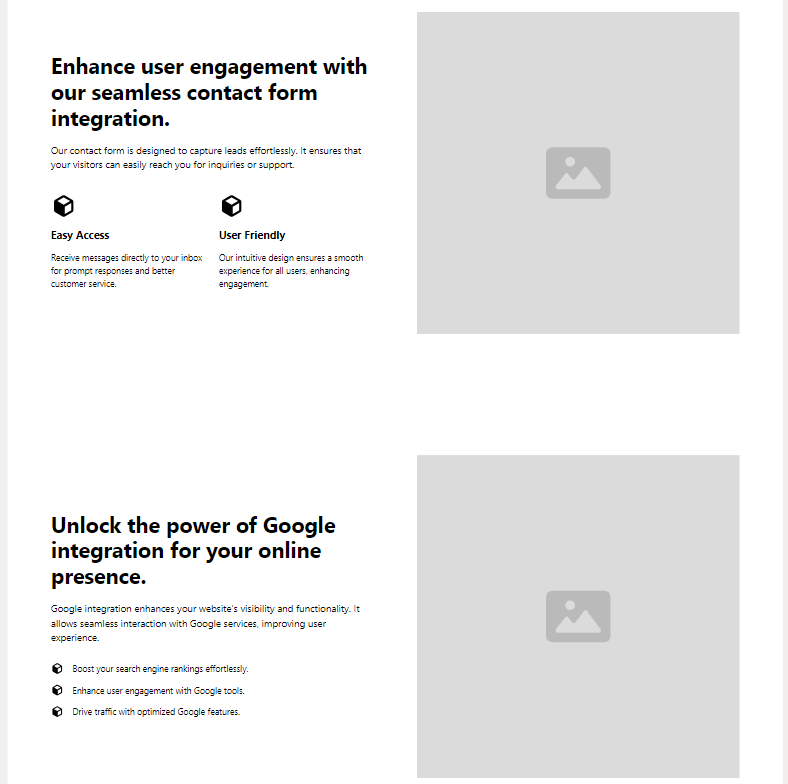 Enhance user engagement with
our seamless contact form
integration.
Our contact form is designed to capture leads effortlessly. It ensures that
your visitors can easily reach you for inquiries or support.
Easy Access
Receive messages directly to your inbox
for prompt responses and better
customer service.
User Friendly
Our intuitive design ensures a smooth
experience for all users, enhancing
engagement.
Unlock the power of Google
integration for your online
presence.
Google integration enhances your website's visibility and functionality. It
allows seamless interaction with Google services, improving user
experience.
Boost your search engine rankings effortlessly.
Enhance user engagement with Google tools.
Drive traffic with optimized Google features.